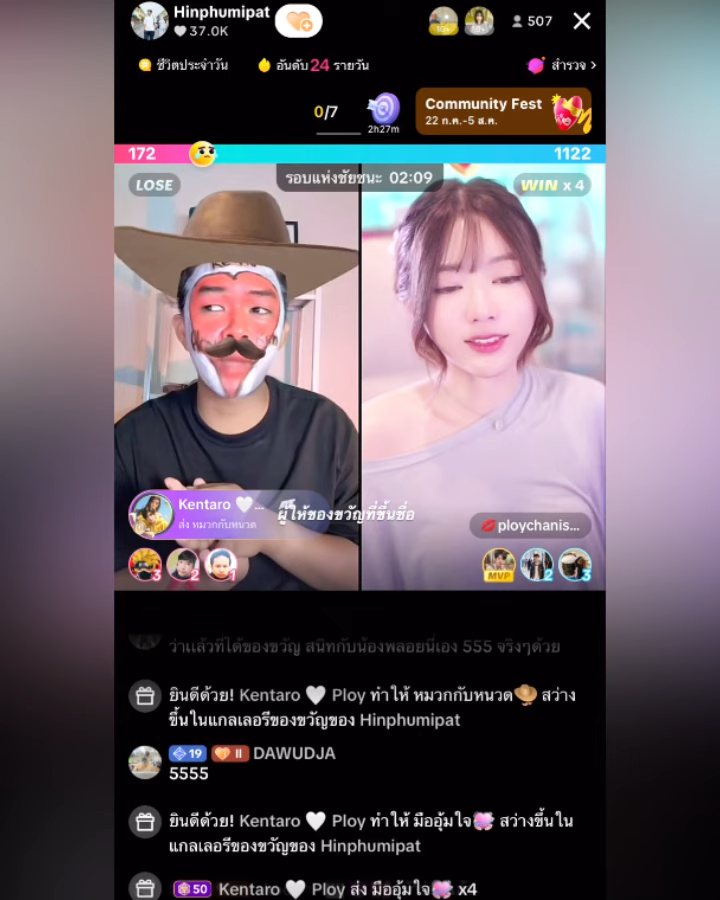 Hinphumipat
37.0K
507
ชีวิตประจำวัน
อันดับ 24 รายวัน
สำรวจ >
0/7
2h27m
Community Fest
22 ก.ค.-5 ส.ค.
172
1122
LOSE
รอบแห่งชัยชนะ 02:09
WIN x 4
Kentaro 🤍...
ส่ง หมวกกับหนวด
ผู้ให้ของขวัญที่ขึ้นชื่อ
💋ploychanis...
3
2
1
MVP
2
3
ว่าแล้วที่ได้ของขวัญ สนิทกับน้องพลอยนี่เอง 555 จริงๆด้วย
ยินดีด้วย! Kentaro 🤍 Ploy ทำให้ หมวกกับหนวด สว่าง
ขึ้นในแกลเลอรีของขวัญของ Hinphumipat
19 II DAWUDJA
5555
ยินดีด้วย! Kentaro 🤍 Ploy ทำให้ มืออุ้มใจ สว่างขึ้นใน
แกลเลอรีของขวัญของ Hinphumipat
50 Kentaro 🤍 Ploy ส่ง มืออุ้มใจ x4